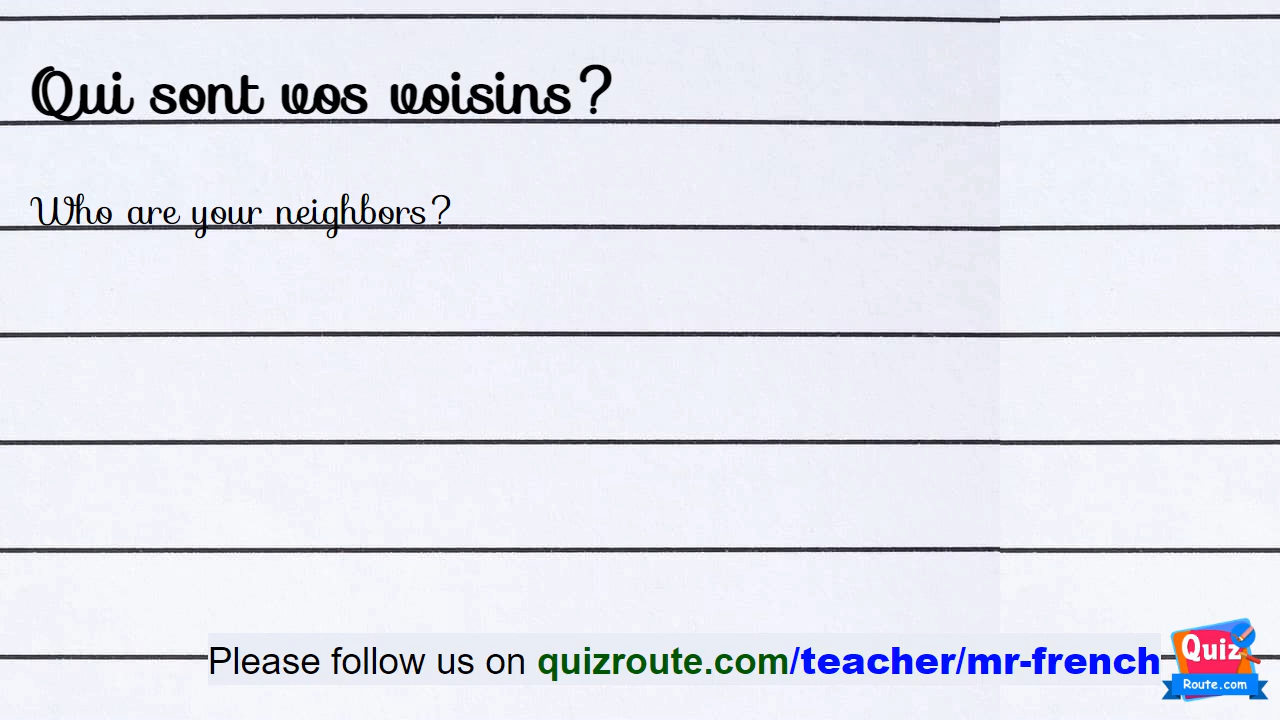 Qui sont vos voisins?
Who are your neighbors?
Please follow us on quizroute.com/teacher/mr-french
Quiz
Route.com